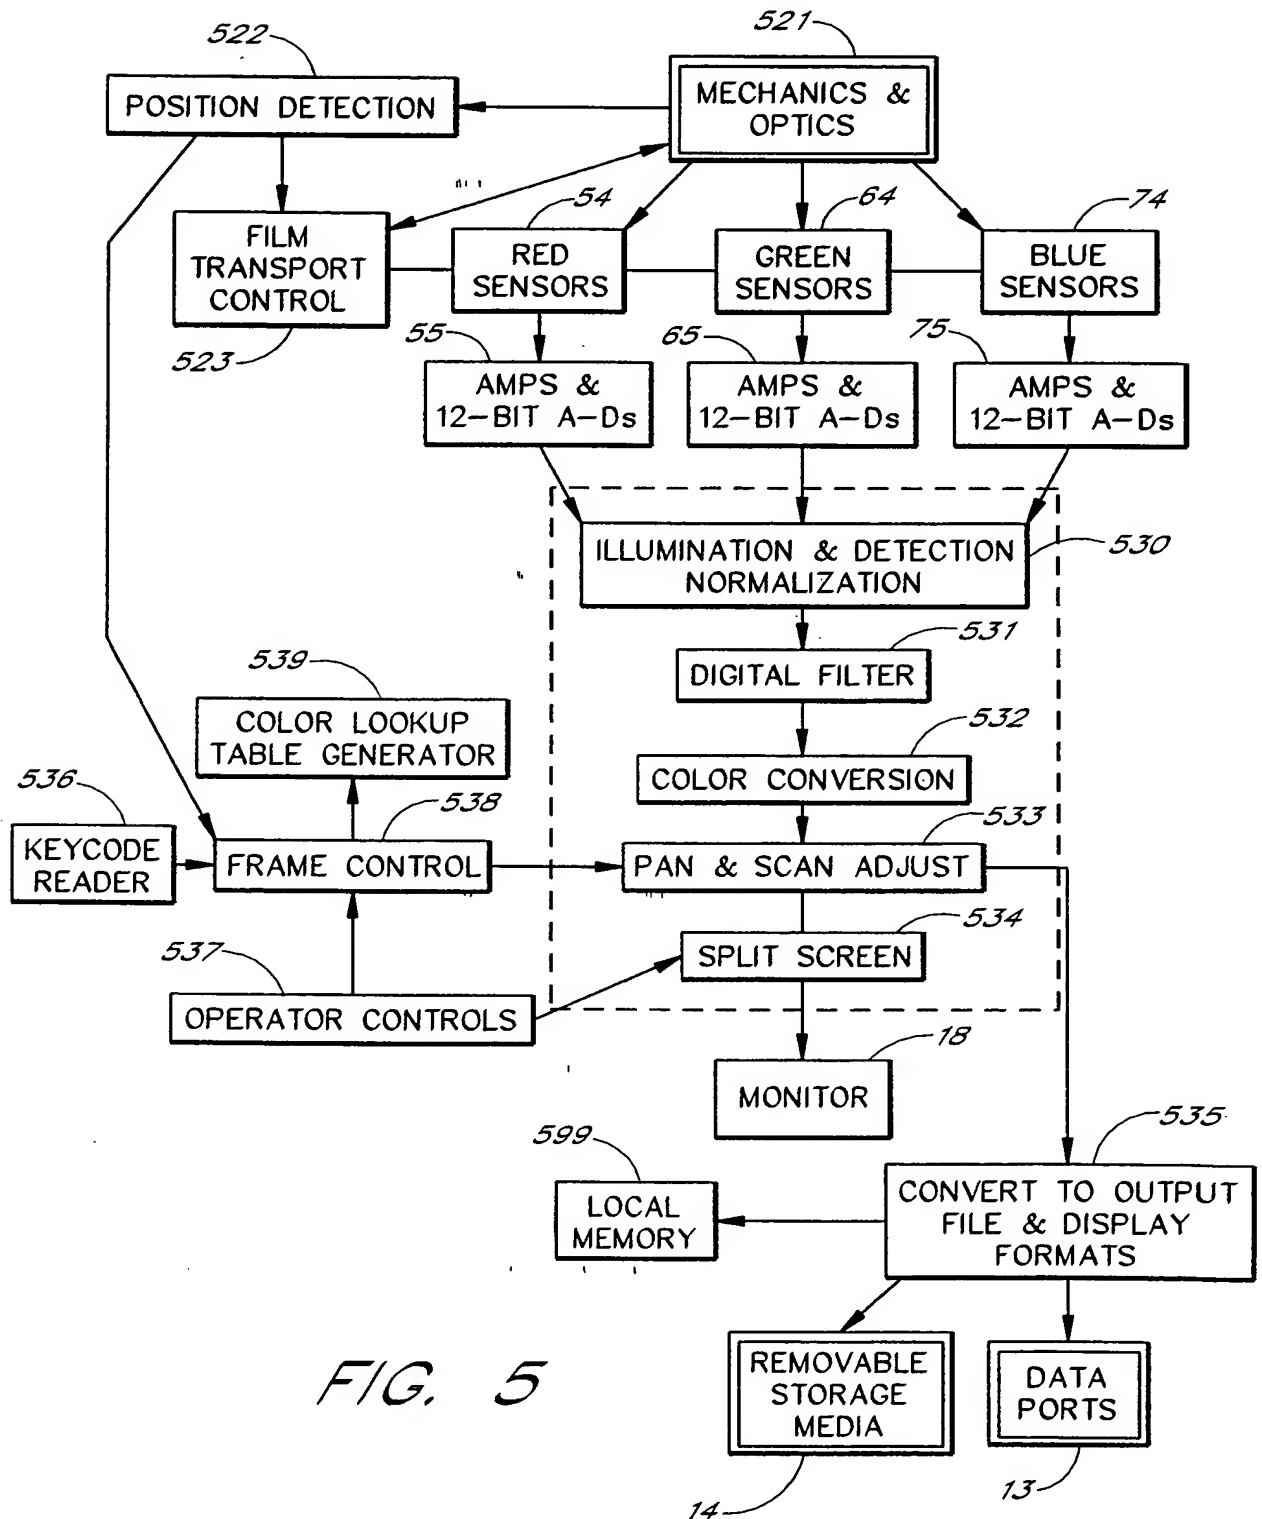 522
521
POSITION DETECTION
MECHANICS &
OPTICS
54
64
74
FILM
TRANSPORT
CONTROL
RED
SENSORS
GREEN
SENSORS
BLUE
SENSORS
523
55
65
75
AMPS &
12-BIT A-Ds
AMPS &
12-BIT A-Ds
AMPS &
12-BIT A-Ds
ILLUMINATION & DETECTION
NORMALIZATION
530
531
DIGITAL FILTER
539
COLOR LOOKUP
TABLE GENERATOR
532
COLOR CONVERSION
536
538
533
KEYCODE
READER
FRAME CONTROL
PAN & SCAN ADJUST
534
537
SPLIT SCREEN
OPERATOR CONTROLS
18
MONITOR
535
599
CONVERT TO OUTPUT
FILE & DISPLAY
FORMATS
LOCAL
MEMORY
REMOVABLE
STORAGE
MEDIA
DATA
PORTS
FIG. 5
14
13